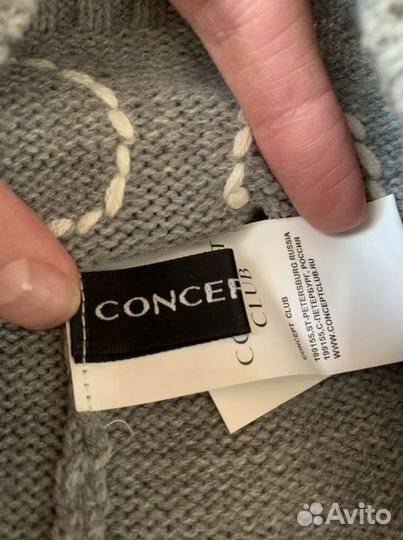 CONCEP
CLUB
CONCEPT CLUB
199155,ST-PETERSBURG RUSSIA
199155,С-ПЕТЕРБУРГ, РОССИЯ
WWW.CONCEPTCLUB.RU
Avito